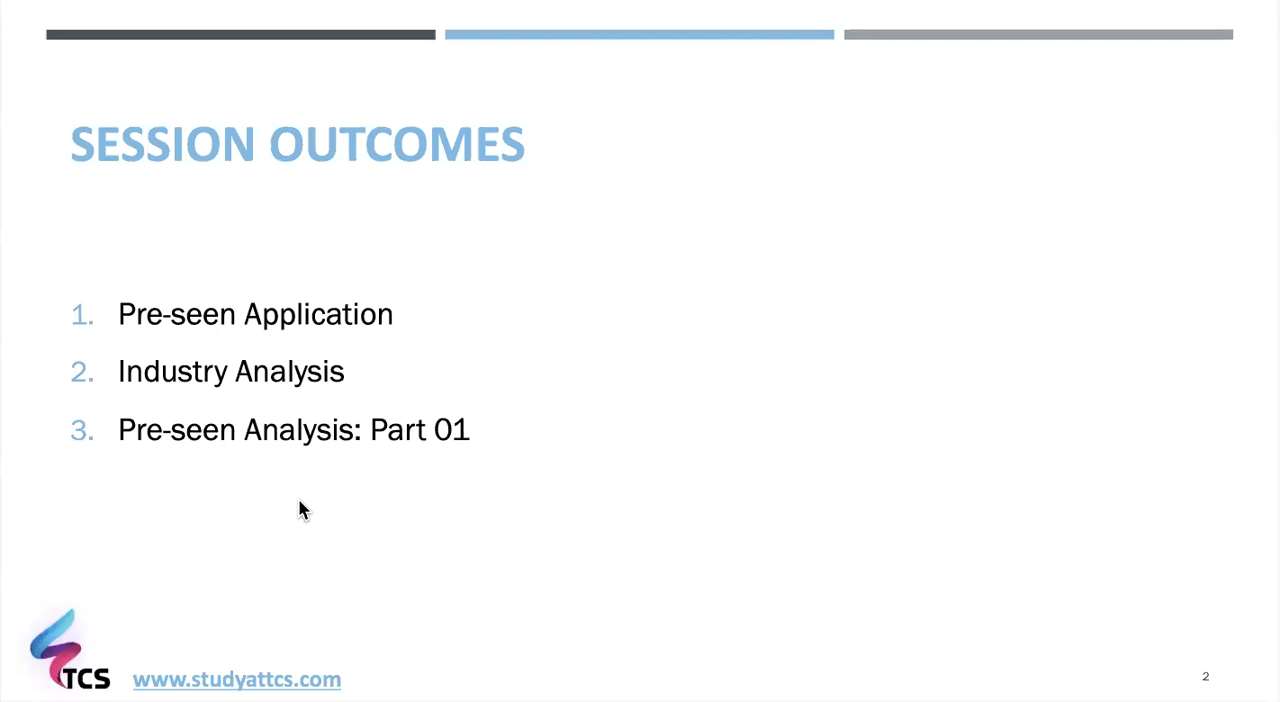 SESSION OUTCOMES
1. Pre-seen Application
2. Industry Analysis
3. Pre-seen Analysis: Part 01
TCS
www.studyattcs.com
2